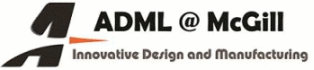 ADML @ McGill
Innovative Design and Manufacturing